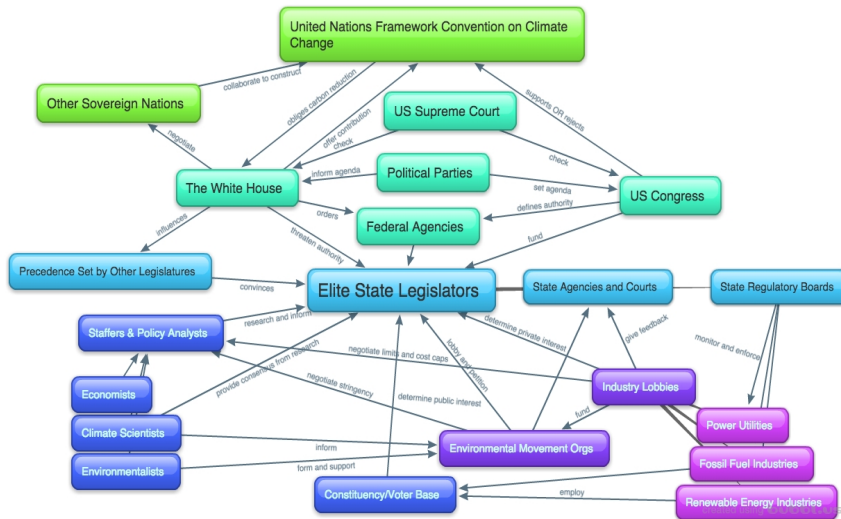 United Nations Framework Convention on Climate
Change
collaborate to construct
Other Sovereign Nations
obliges carbon reduction
offer contribution
supports OR rejects
US Supreme Court
negotiate
check
check
inform agenda
Political Parties
The White House
set agenda
US Congress
defines authority
orders
influences
Federal Agencies
threaten authority
fund
Precedence Set by Other Legislatures
convinces
Elite State Legislators
State Agencies and Courts
State Regulatory Boards
research and inform
Staffers & Policy Analysts
determine private interest
give feedback
monitor and enforce
provide consensus from research
negotiate limits and cost caps
lobby and petition
Economists
negotiate stringency
Industry Lobbies
determine public interest
fund
Climate Scientists
Power Utilities
inform
Environmental Movement Orgs
Environmentalists
form and support
Fossil Fuel Industries
Constituency/Voter Base
employ
Renewable Energy Industries